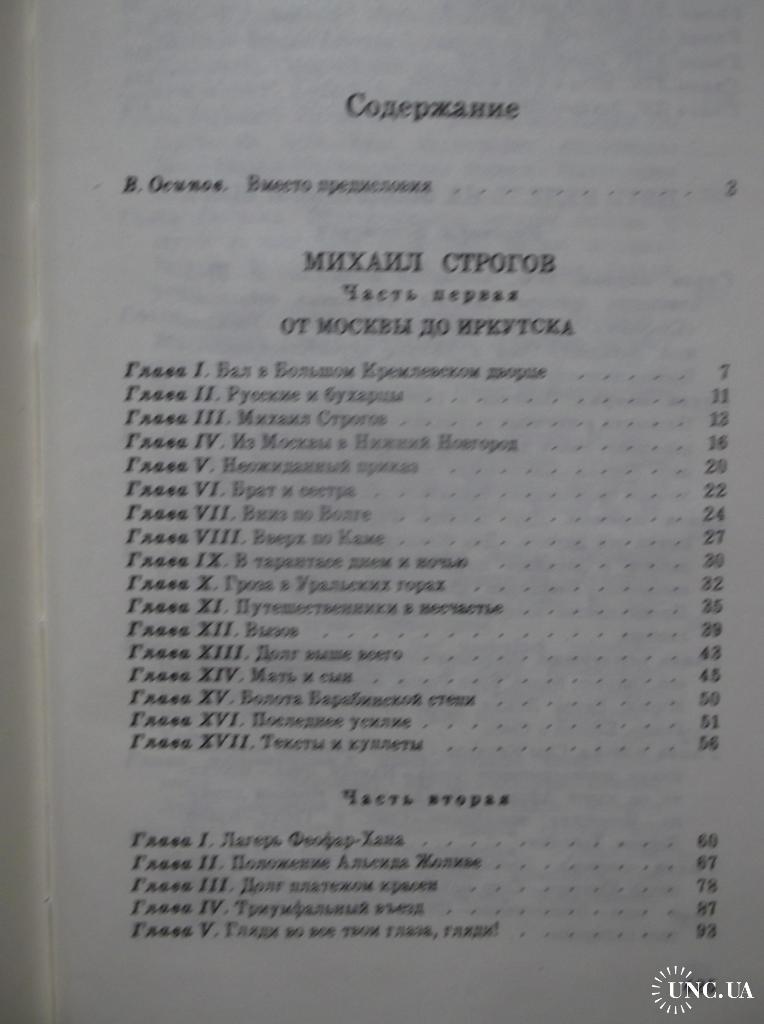 Содержание
В. Осипов. Вместо предисловия . . . . . . . . . . 3
МИХАИЛ СТРОГОВ
Часть первая
ОТ МОСКВЫ ДО ИРКУТСКА
Глава I. Бал в Большом Кремлевском дворце . . . . . 7
Глава II. Русские и бухарцы . . . . . . . . . . 11
Глава III. Михаил Строгов . . . . . . . . . . . 13
Глава IV. Из Москвы в Нижний Новгород . . . . . . 16
Глава V. Неожиданный приказ . . . . . . . . . 20
Глава VI. Брат и сестра . . . . . . . . . . . . 22
Глава VII. Вниз по Волге . . . . . . . . . . . 24
Глава VIII. Вверх по Каме . . . . . . . . . . . 27
Глава IX. В тарантасе днем и ночью . . . . . . . . 30
Глава X. Гроза в Уральских горах . . . . . . . . 32
Глава XI. Путешественники в несчастье . . . . . . . 35
Глава XII. Вызов . . . . . . . . . . . . . . 39
Глава XIII. Долг выше всего . . . . . . . . . . 43
Глава XIV. Мать и сын . . . . . . . . . . . . 45
Глава XV. Болота Барабинской степи . . . . . . . 50
Глава XVI. Последнее усилие . . . . . . . . . . 51
Глава XVII. Тексты и куплеты . . . . . . . . . 56
Часть вторая
Глава I. Лагерь Феофар-Хана . . . . . . . . . . 60
Глава II. Положение Альсида Жоливе . . . . . . . 67
Глава III. Долг платежом красен . . . . . . . . . 78
Глава IV. Триумфальный въезд . . . . . . . . . 87
Глава V. Гляди во все твои глаза, гляди! . . . . . . 93
UNC.UA